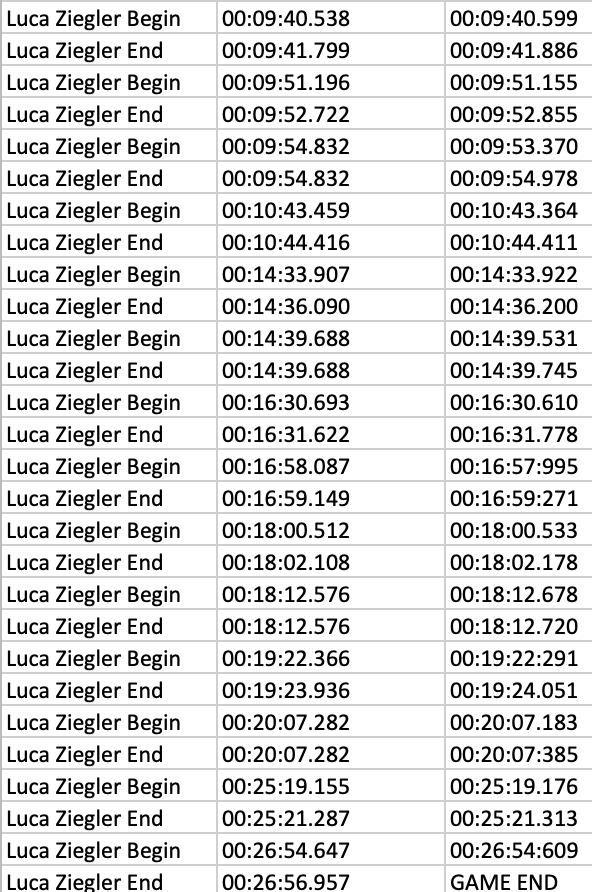 Luca Ziegler Begin 00:09:40.538 00:09:40.599
Luca Ziegler End 00:09:41.799 00:09:41.886
Luca Ziegler Begin 00:09:51.196 00:09:51.155
Luca Ziegler End 00:09:52.722 00:09:52.855
Luca Ziegler Begin 00:09:54.832 00:09:53.370
Luca Ziegler End 00:09:54.832 00:09:54.978
Luca Ziegler Begin 00:10:43.459 00:10:43.364
Luca Ziegler End 00:10:44.416 00:10:44.411
Luca Ziegler Begin 00:14:33.907 00:14:33.922
Luca Ziegler End 00:14:36.090 00:14:36.200
Luca Ziegler Begin 00:14:39.688 00:14:39.531
Luca Ziegler End 00:14:39.688 00:14:39.745
Luca Ziegler Begin 00:16:30.693 00:16:30.610
Luca Ziegler End 00:16:31.622 00:16:31.778
Luca Ziegler Begin 00:16:58.087 00:16:57:995
Luca Ziegler End 00:16:59.149 00:16:59:271
Luca Ziegler Begin 00:18:00.512 00:18:00.533
Luca Ziegler End 00:18:02.108 00:18:02.178
Luca Ziegler Begin 00:18:12.576 00:18:12.678
Luca Ziegler End 00:18:12.576 00:18:12.720
Luca Ziegler Begin 00:19:22.366 00:19:22:291
Luca Ziegler End 00:19:23.936 00:19:24.051
Luca Ziegler Begin 00:20:07.282 00:20:07.183
Luca Ziegler End 00:20:07.282 00:20:07:385
Luca Ziegler Begin 00:25:19.155 00:25:19.176
Luca Ziegler End 00:25:21.287 00:25:21.313
Luca Ziegler Begin 00:26:54.647 00:26:54:609
Luca Ziegler End 00:26:56.957 GAME END